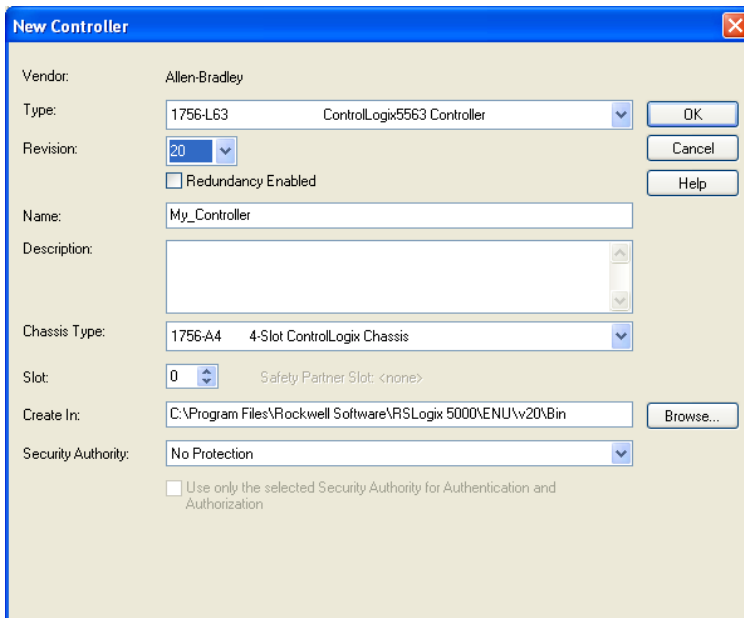 New Controller
Vendor: Allen-Bradley
Type: 1756-L63 ControlLogix5563 Controller OK
Revision: 20 Cancel
Redundancy Enabled Help
Name: My_Controller
Description:
Chassis Type: 1756-A4 4-Slot ControlLogix Chassis
Slot: 0 Safety Partner Slot: <none>
Create In: C:\Program Files\Rockwell Software\RSLogix 5000\ENU\v20\Bin Browse...
Security Authority: No Protection
Use only the selected Security Authority for Authentication and
Authorization